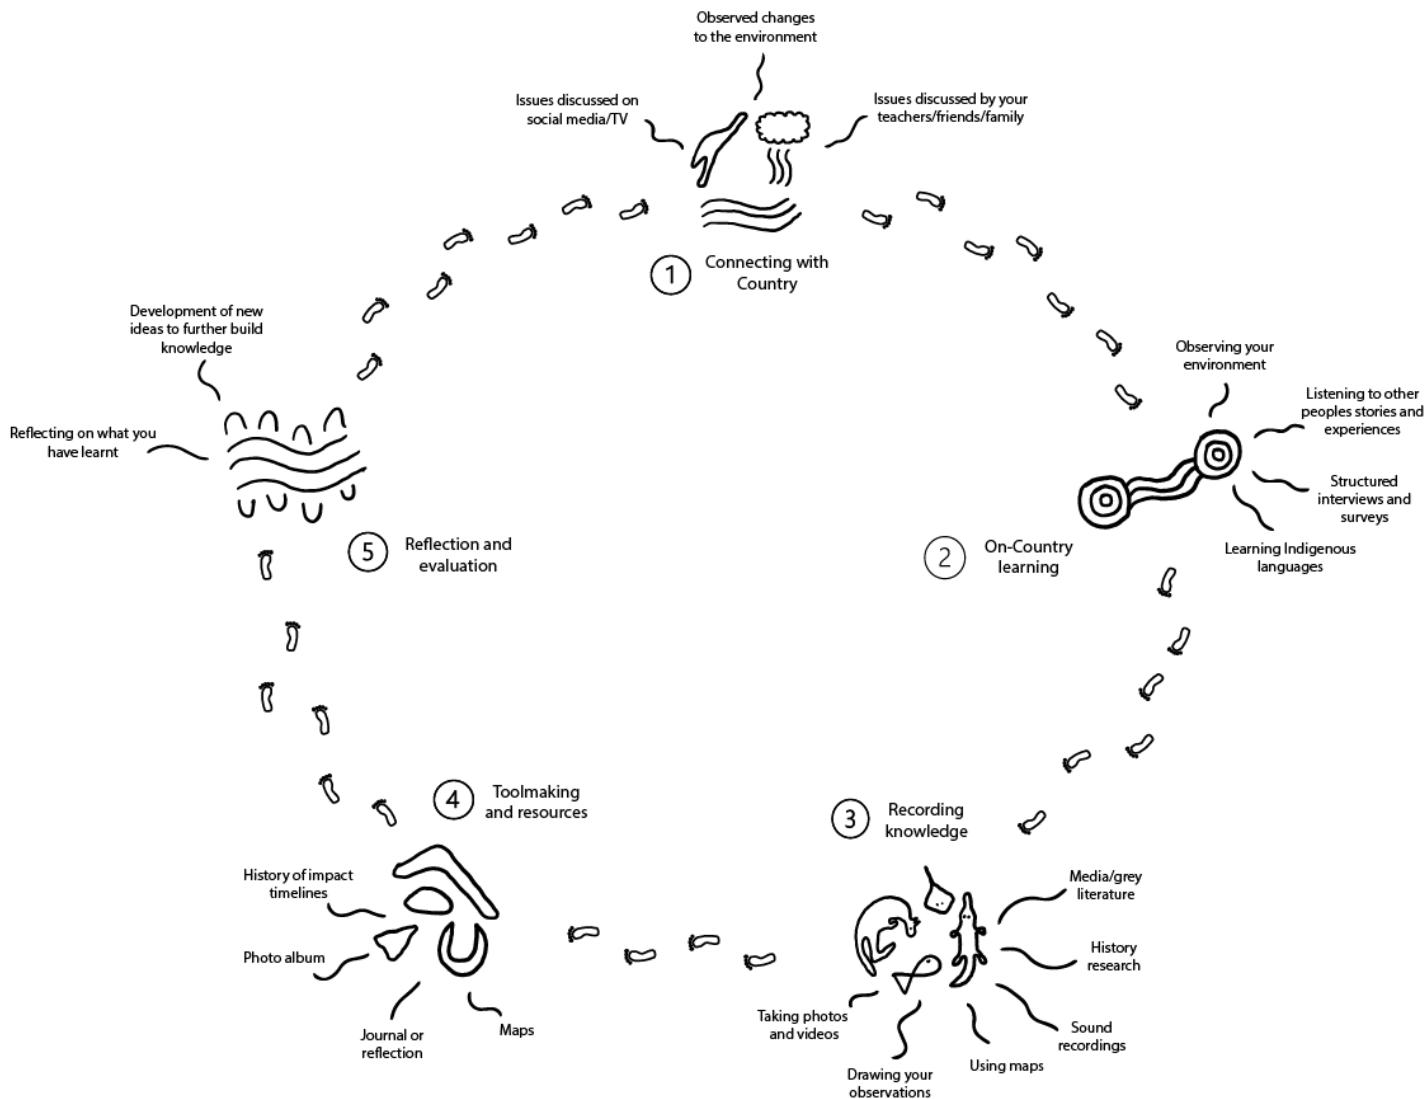 Observed changes
to the environment
Issues discussed on
social media/TV
Issues discussed by your
teachers/friends/family
1
Connecting with
Country
Observing your
environment
Listening to other
peoples stories and
experiences
Structured
interviews and
surveys
Learning Indigenous
languages
2
On-Country
learning
3
Recording
knowledge
Media/grey
literature
History
research
Sound
recordings
Using maps
Drawing your
observations
Taking photos
and videos
4
Toolmaking
and resources
History of impact
timelines
Photo album
Journal or
reflection
Maps
5
Reflection and
evaluation
Development of new
ideas to further build
knowledge
Reflecting on what you
have learnt